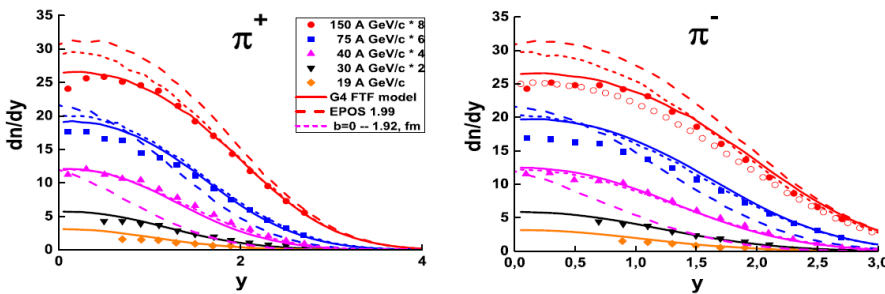 π+
35
30
25
20
15
10
5
0
dn/dy
0
2
4
y
150 A GeV/c * 8
75 A GeV/c * 6
40 A GeV/c * 4
30 A GeV/c * 2
19 A GeV/c
G4 FTF model
EPOS 1.99
b=0 -- 1.92, fm
π-
35
30
25
20
15
10
5
0
dn/dy
0,0
0,5
1,0
1,5
2,0
2,5
3,0
y